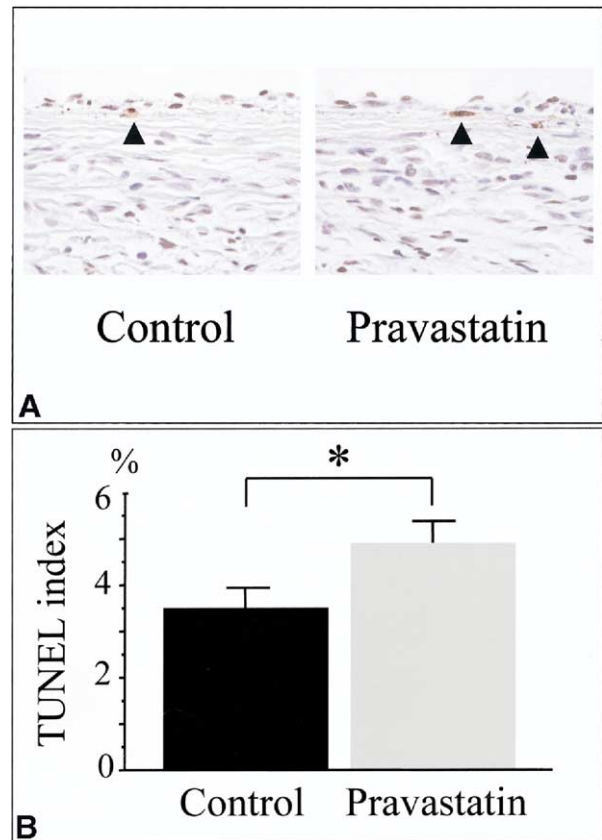 Control Pravastatin
A
%
*
6
4
2
0
TUNEL index
Control Pravastatin
B